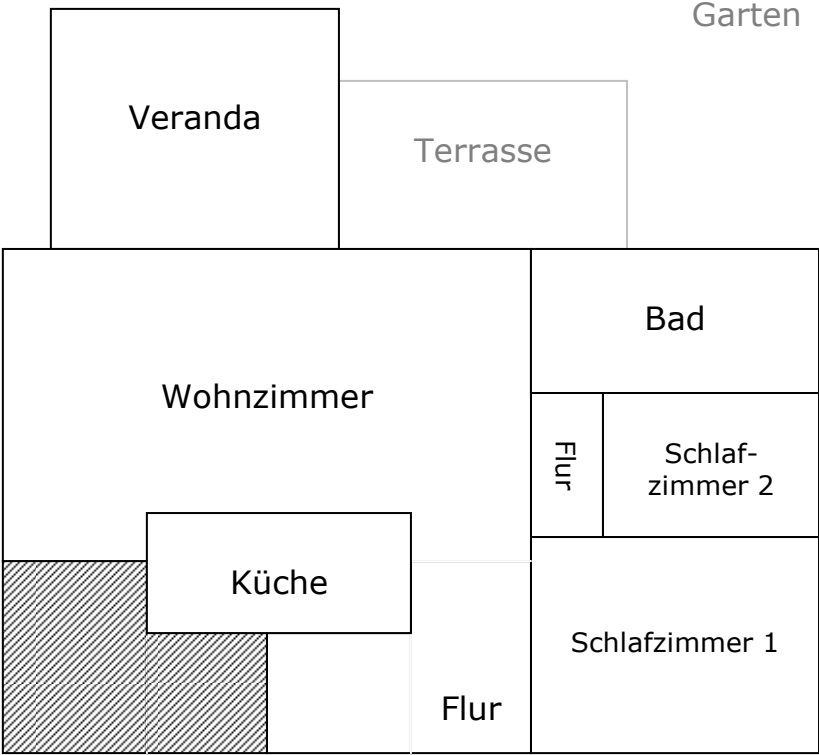 Garten
Veranda
Terrasse
Bad
Wohnzimmer
Flur
Schlaf-
zimmer 2
Küche
Schlafzimmer 1
Flur